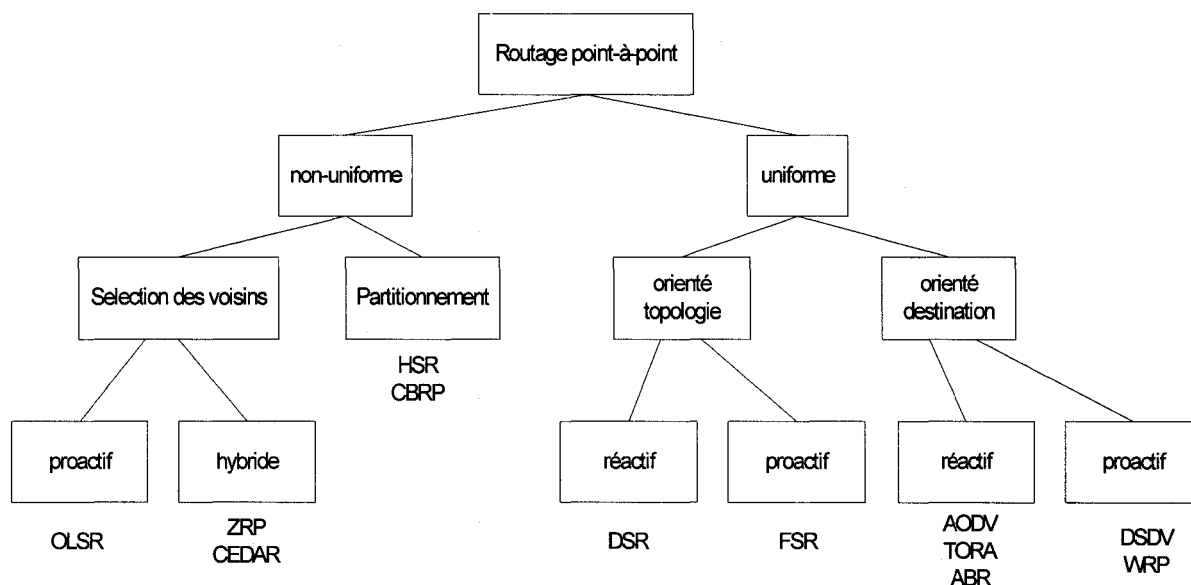 Routage point-à-point
non-uniforme
uniforme
Selection des voisins
Partitionnement
orienté
topologie
orienté
destination
HSR
CBRP
proactif
hybride
réactif
proactif
réactif
proactif
OLSR
ZRP
CEDAR
DSR
FSR
AODV
TORA
ABR
DSDV
WRP